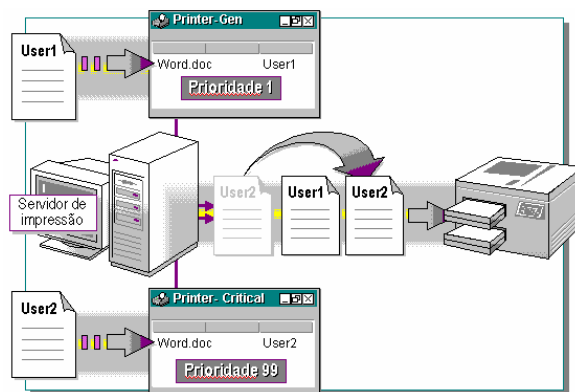 Printer-Gen
User1
Word.doc User1
Prioridade 1
User2 User1 User2
Servidor de
impressão
Printer- Critical
User2
Word.doc User2
Prioridade 99